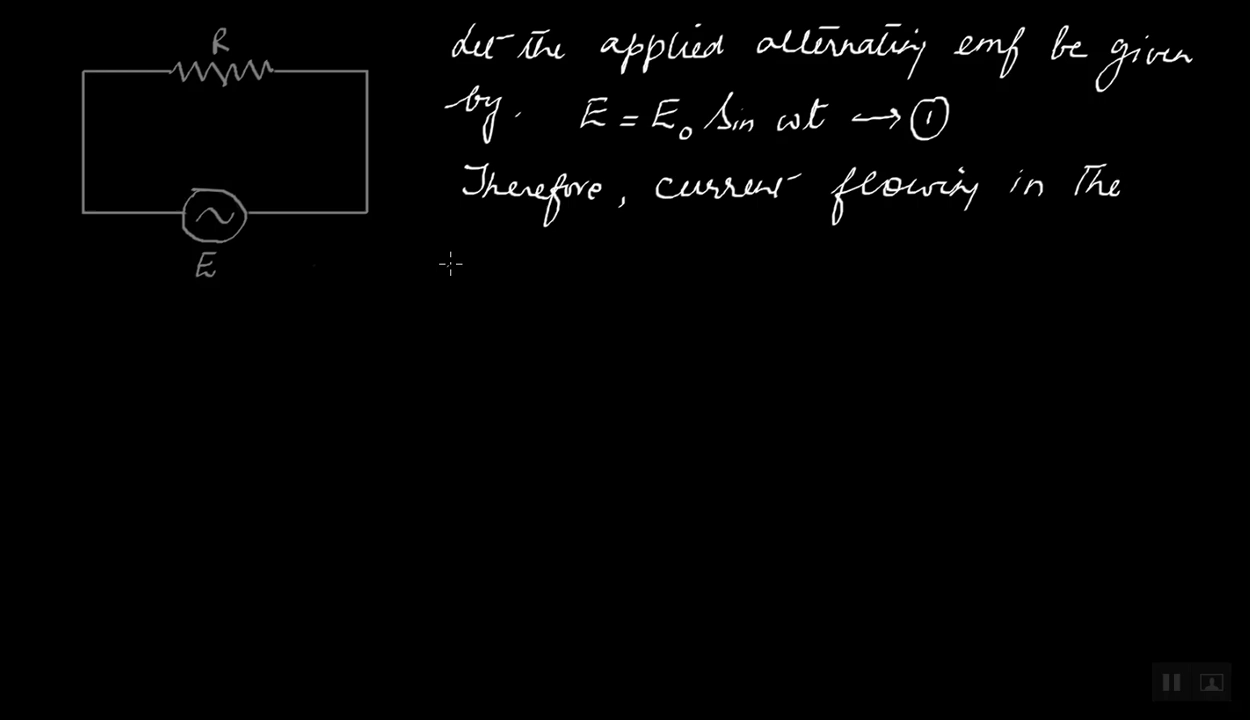 R
E
Let the applied alternating emf be given
by. E = E₀ Sin ωt → ①
Therefore, current flowing in the